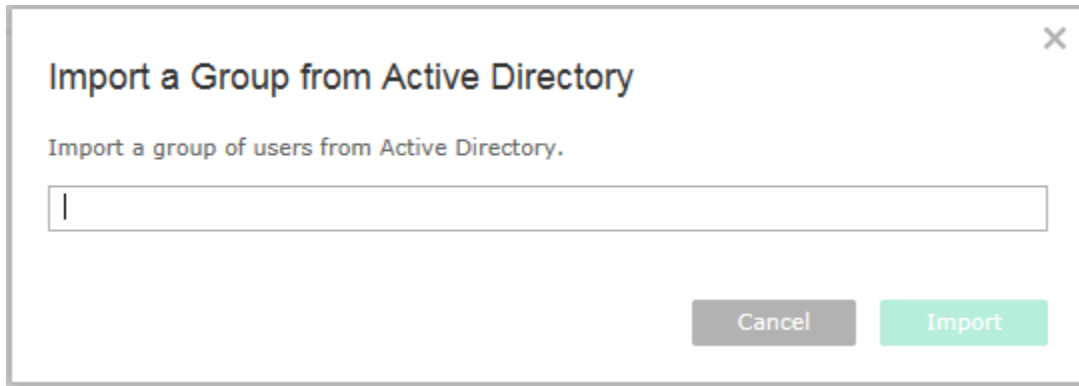 Import a Group from Active Directory
Import a group of users from Active Directory.
Cancel
Import